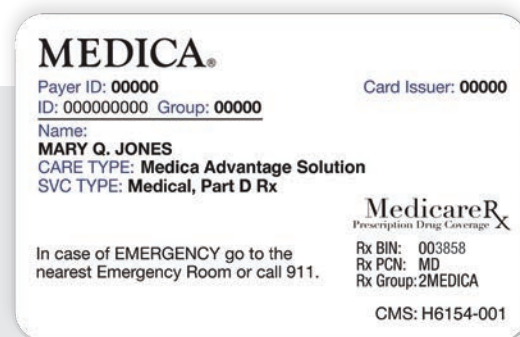 MEDICA®
Payer ID: 00000 Card Issuer: 00000
ID: 000000000 Group: 00000
Name:
MARY Q. JONES
CARE TYPE: Medica Advantage Solution
SVC TYPE: Medical, Part D Rx
MedicareRx
Prescription Drug Coverage
In case of EMERGENCY go to the
nearest Emergency Room or call 911.
Rx BIN: 003858
Rx PCN: MD
Rx Group: 2MEDICA
CMS: H6154-001